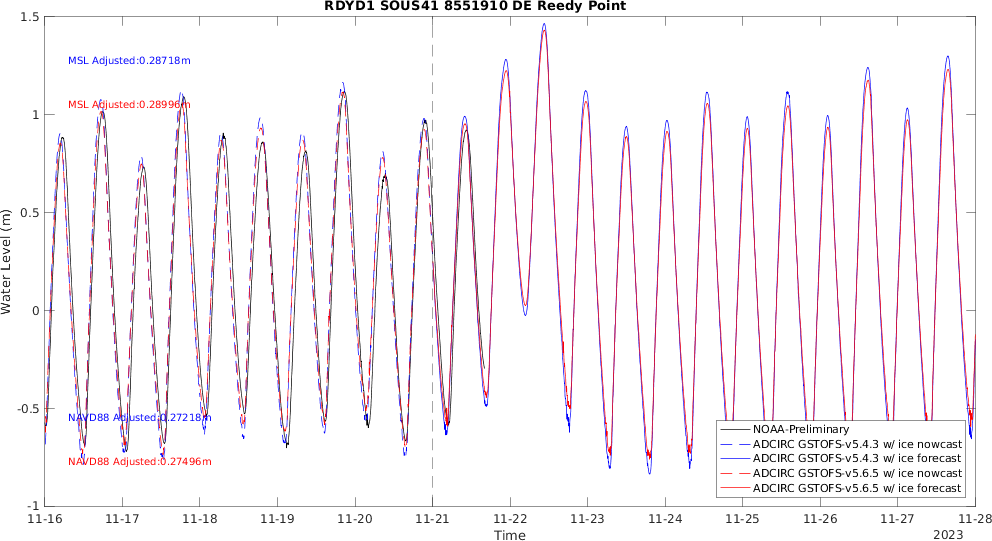 RDYD1 SOUS41 8551910 DE Reedy Point
1.5
MSL Adjusted:0.28718m
MSL Adjusted:0.28996m
1
0.5
Water Level (m)
0
-0.5
NAVD88 Adjusted:0.27218m
NAVD88 Adjusted:0.27496m
NOAA-Preliminary
ADCIRC GSTOFS-v5.4.3 w/ ice nowcast
ADCIRC GSTOFS-v5.4.3 w/ ice forecast
ADCIRC GSTOFS-v5.6.5 w/ ice nowcast
ADCIRC GSTOFS-v5.6.5 w/ ice forecast
-1
11-16 11-17 11-18 11-19 11-20 11-21 11-22 11-23 11-24 11-25 11-26 11-27 11-28
Time
2023